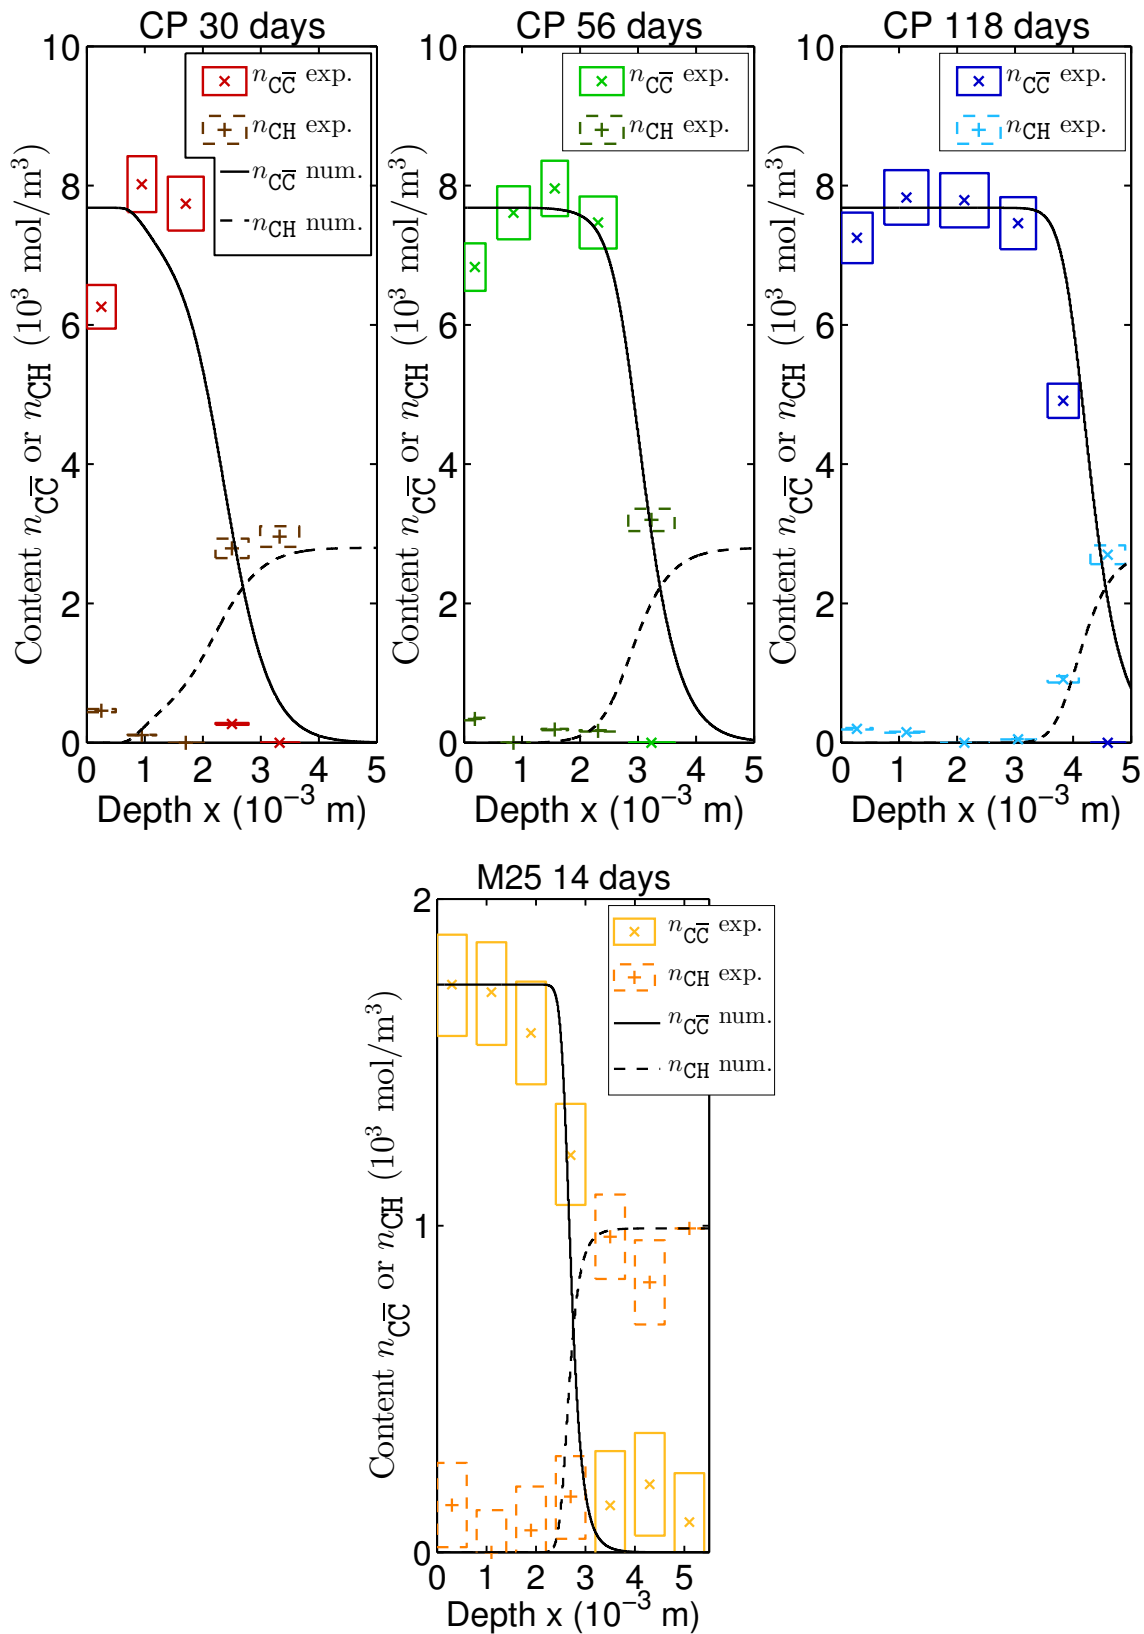 CP 30 days
CP 56 days
CP 118 days
Content n_CC̅ or n_CH (10³ mol/m³)
10
8
6
4
2
0
0 1 2 3 4 5
Depth x (10⁻³ m)
n_CC̅ exp.
n_CH exp.
n_CC̅ num.
n_CH num.
Content n_CC̅ or n_CH (10³ mol/m³)
10
8
6
4
2
0
0 1 2 3 4 5
Depth x (10⁻³ m)
n_CC̅ exp.
n_CH exp.
Content n_CC̅ or n_CH (10³ mol/m³)
10
8
6
4
2
0
0 1 2 3 4 5
Depth x (10⁻³ m)
n_CC̅ exp.
n_CH exp.
M25 14 days
Content n_CC̅ or n_CH (10³ mol/m³)
2
1
0
0 1 2 3 4 5
Depth x (10⁻³ m)
n_CC̅ exp.
n_CH exp.
n_CC̅ num.
n_CH num.